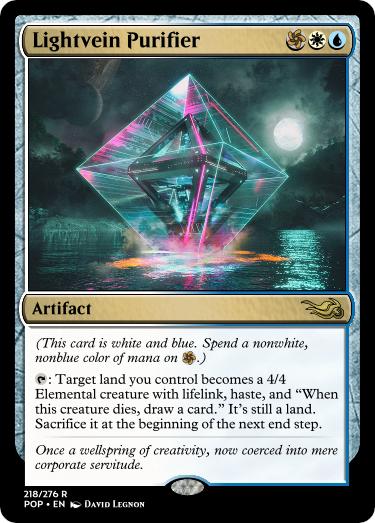 Lightvein Purifier
Artifact
(This card is white and blue. Spend a nonwhite,
nonblue color of mana on .)
: Target land you control becomes a 4/4
Elemental creature with lifelink, haste, and “When
this creature dies, draw a card.” It’s still a land.
Sacrifice it at the beginning of the next end step.
Once a wellspring of creativity, now coerced into mere
corporate servitude.
218/276 R
POP • EN David Legnon